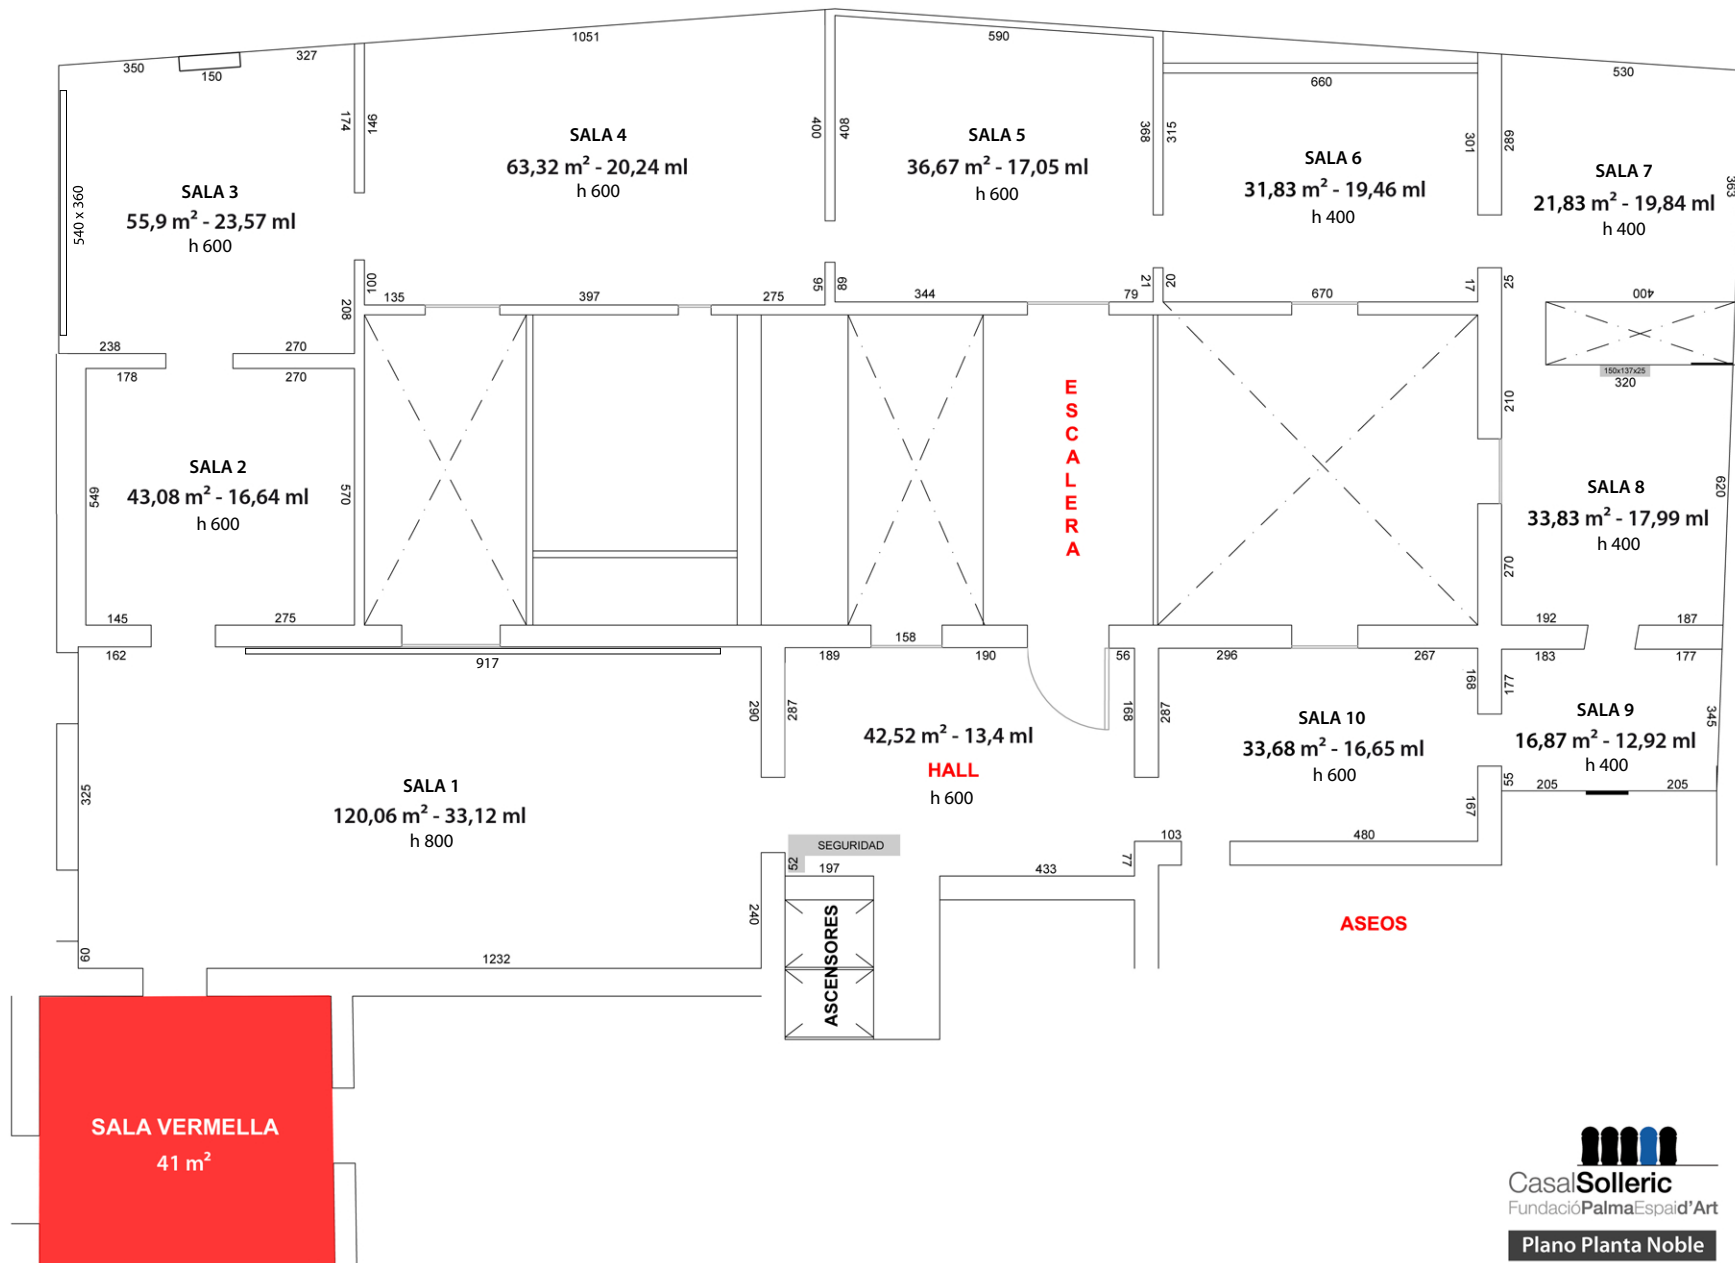 1051
590
350
150
327
660
530
174
146
400
408
368
315
301
289
363
SALA 4
63,32 m² - 20,24 ml
h 600
SALA 5
36,67 m² - 17,05 ml
h 600
SALA 6
31,83 m² - 19,46 ml
h 400
SALA 7
21,83 m² - 19,84 ml
h 400
540 x 360
SALA 3
55,9 m² - 23,57 ml
h 600
100
208
135
397
275
56
68
344
79
21
20
670
17
25
400
238
270
178
270
150x137x25
320
ESCALERA
210
SALA 2
43,08 m² - 16,64 ml
h 600
549
570
SALA 8
33,83 m² - 17,99 ml
h 400
620
270
145
275
158
192
187
162
917
189
190
56
296
267
183
177
290
287
168
287
168
177
345
42,52 m² - 13,4 ml
HALL
h 600
SALA 10
33,68 m² - 16,65 ml
h 600
SALA 9
16,87 m² - 12,92 ml
h 400
55
205
205
325
SALA 1
120,06 m² - 33,12 ml
h 800
167
SEGURIDAD
52
197
433
77
103
480
240
ASCENSORES
ASEOS
60
1232
SALA VERMELLA
41 m²
CasalSolleric
FundacióPalmaEspaid'Art
Plano Planta Noble